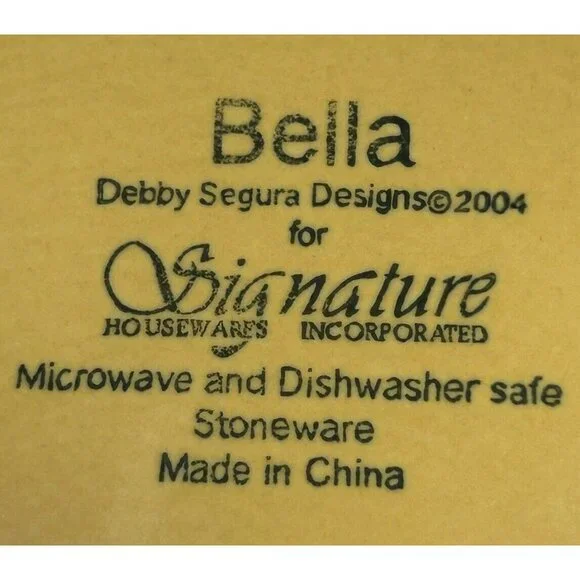 Bella
Debby Segura Designs©2004
for
Signature
HOUSEWARES INCORPORATED
Microwave and Dishwasher safe
Stoneware
Made in China